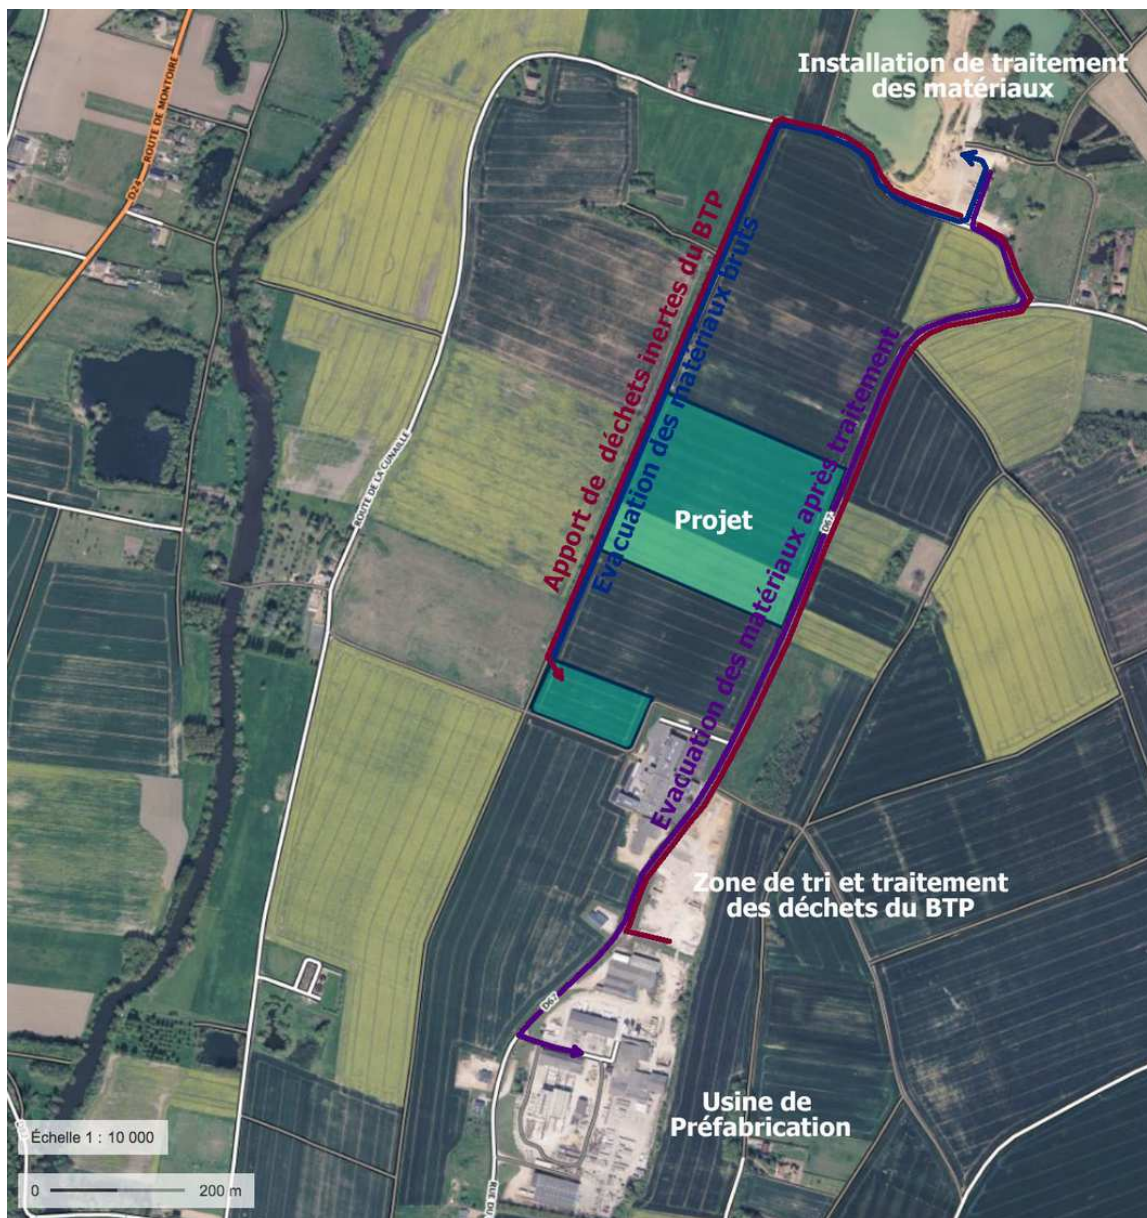 Installation de traitement
des matériaux
ROUTE DE MONTOIRE
D24
Apport de déchets inertes du BTP
Evacuation des matériaux bruts
Evacuation des matériaux après traitement
ROUTE DE LA CUNAILLE
Projet
D67
Zone de tri et traitement
des déchets du BTP
D67
Usine de
Préfabrication
Échelle 1 : 10 000
0 200 m
RUE DU